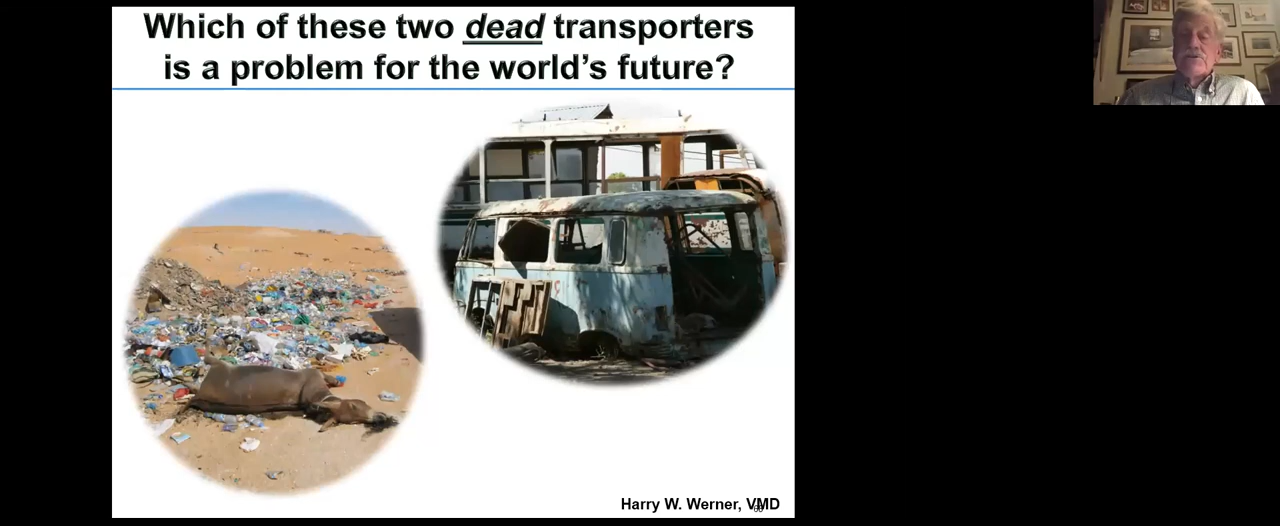 Which of these two dead transporters
is a problem for the world's future?
Harry W. Werner, VMD